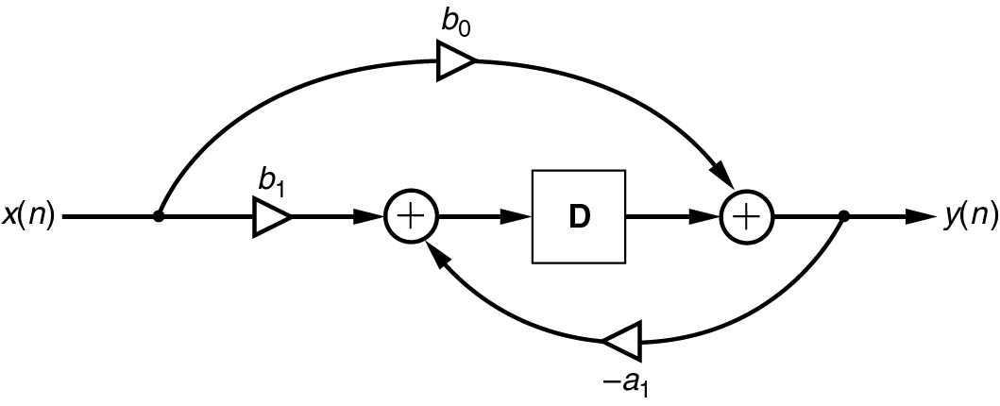 b₀
b₁
x(n)
+
D
+
y(n)
−a₁